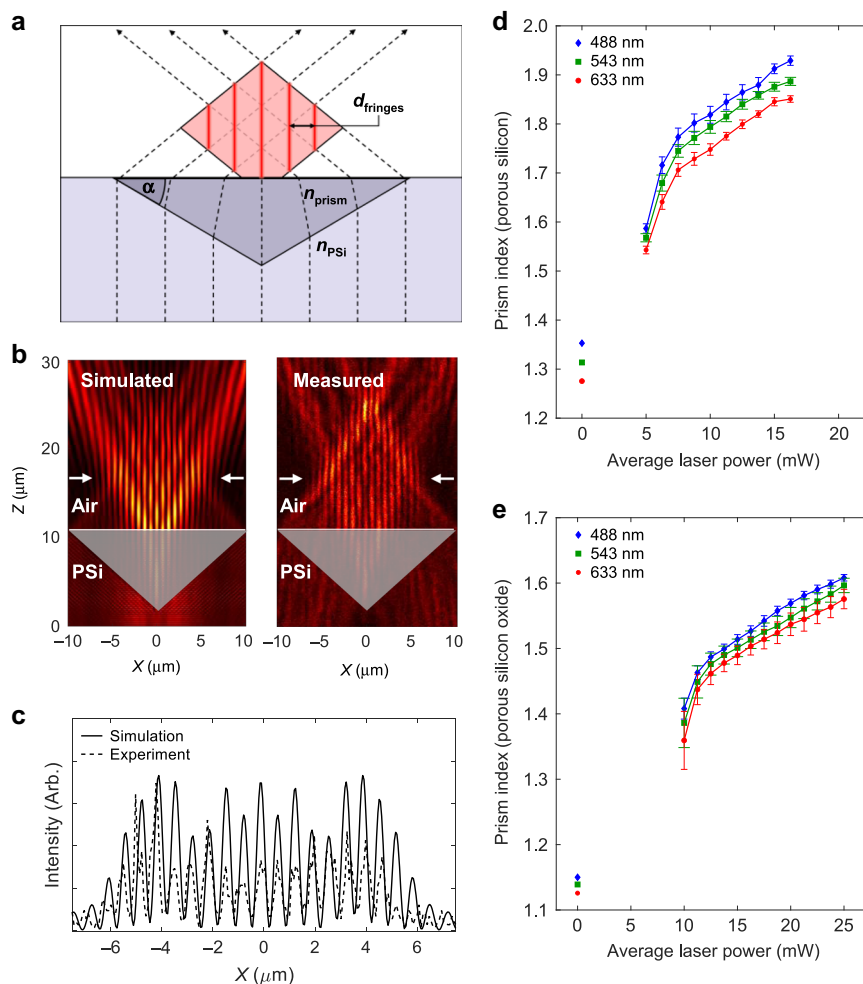 a
d_fringes
α
n_prism
n_PSi
b
30
20
10
0
Z (μm)
Simulated
Air
PSi
–10 –5 0 5 10
X (μm)
Measured
Air
PSi
–10 –5 0 5 10
X (μm)
c
Simulation
Experiment
Intensity (Arb.)
–6 –4 –2 0 2 4 6
X (μm)
d
2.0
1.9
1.8
1.7
1.6
1.5
1.4
1.3
1.2
Prism index (porous silicon)
488 nm
543 nm
633 nm
0 5 10 15 20
Average laser power (mW)
e
1.7
1.6
1.5
1.4
1.3
1.2
1.1
Prism index (porous silicon oxide)
488 nm
543 nm
633 nm
0 5 10 15 20 25
Average laser power (mW)